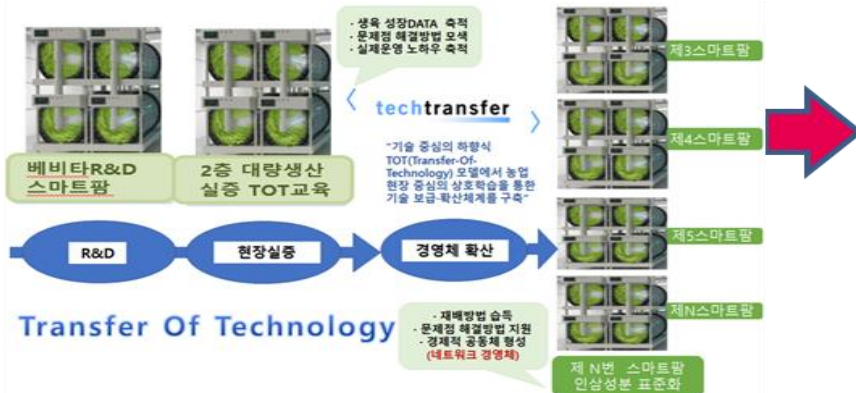 · 생육 성장DATA 축적
· 문제점 해결방법 모색
· 실제운영 노하우 축적
제3스마트팜
techtransfer
제4스마트팜
베비타R&D
스마트팜
2층 대량생산
실증 TOT교육
"기술 중심의 하향식
TOT(Transfer-Of-
Technology) 모델에서 농업
현장 중심의 상호학습을 통한
기술 보급-확산체계를 구축"
제5스마트팜
R&D
현장실증
경영체 확산
제N스마트팜
Transfer Of Technology
· 재배방법 습득
· 문제점 해결방법 지원
· 경제적 공동체 형성
(네트워크 경영체)
제 N번 스마트팜
인삼성분 표준화